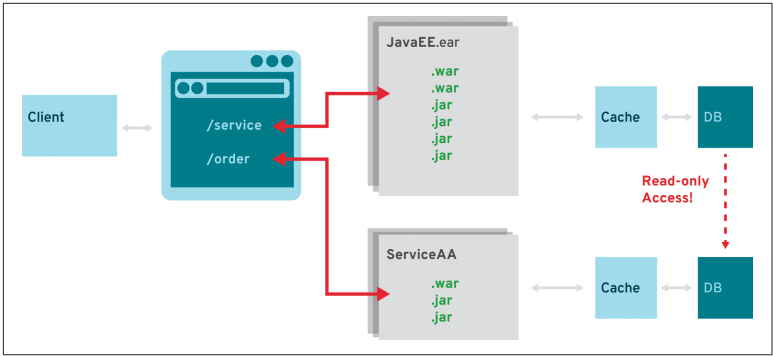 Client
/service
/order
JavaEE.ear
.war
.war
.jar
.jar
.jar
.jar
Cache
DB
Read-only
Access!
ServiceAA
.war
.jar
.jar
Cache
DB